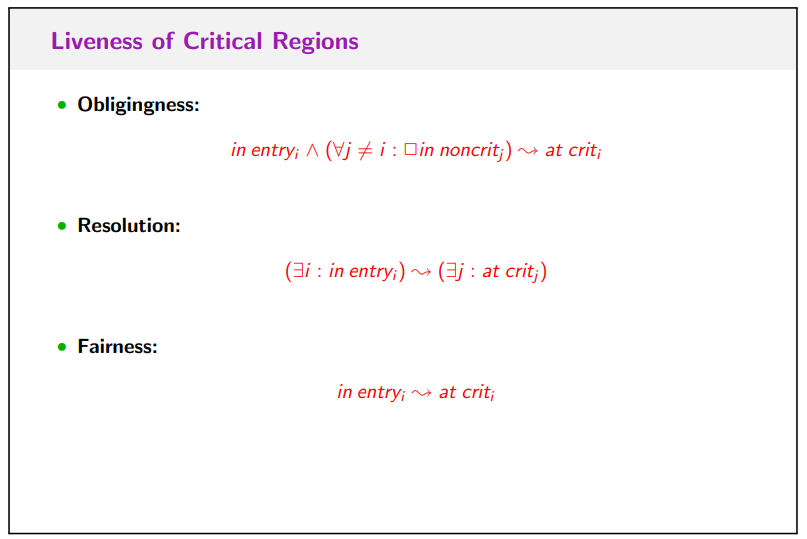 Liveness of Critical Regions
• Obligingness:
in entryᵢ ∧ (∀j ≠ i : □in noncritⱼ) ⤳ at critᵢ
• Resolution:
(∃i : in entryᵢ) ⤳ (∃j : at critⱼ)
• Fairness:
in entryᵢ ⤳ at critᵢ